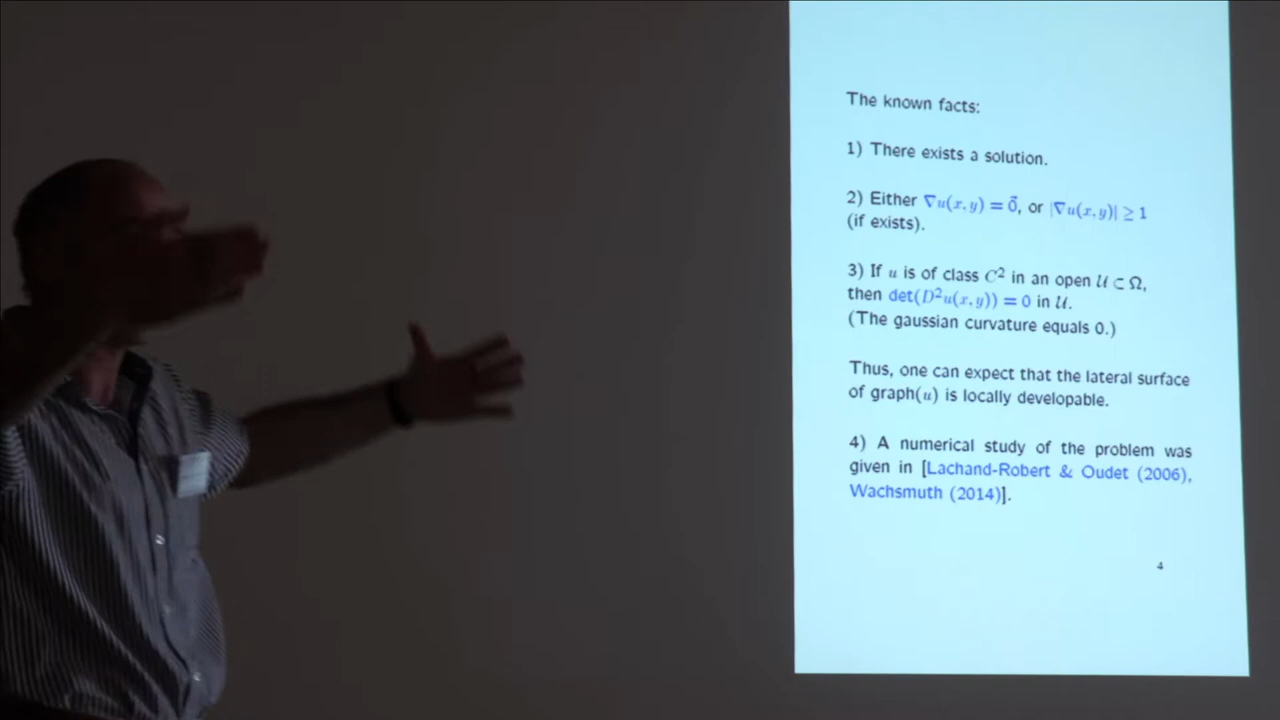 The known facts:
1) There exists a solution.
2) Either ∇u(x, y) = 0⃗, or |∇u(x, y)| ≥ 1
(if exists).
3) If u is of class C² in an open 𝒰 ⊂ Ω,
then det(D²u(x, y)) = 0 in 𝒰.
(The gaussian curvature equals 0.)
Thus, one can expect that the lateral surface
of graph(u) is locally developable.
4) A numerical study of the problem was
given in [Lachand-Robert & Oudet (2006),
Wachsmuth (2014)].
4